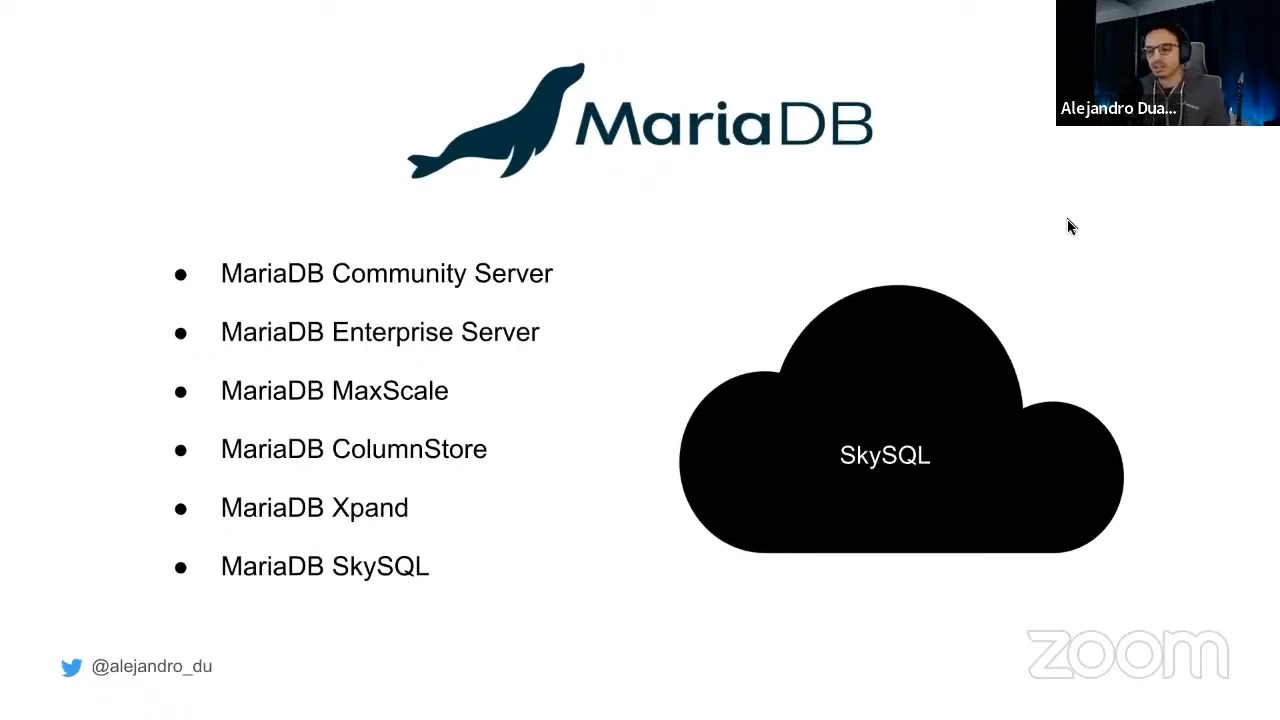 MariaDB
Alejandro Dua...
MariaDB Community Server
MariaDB Enterprise Server
MariaDB MaxScale
MariaDB ColumnStore
MariaDB Xpand
MariaDB SkySQL
SkySQL
@alejandro_du
zoom